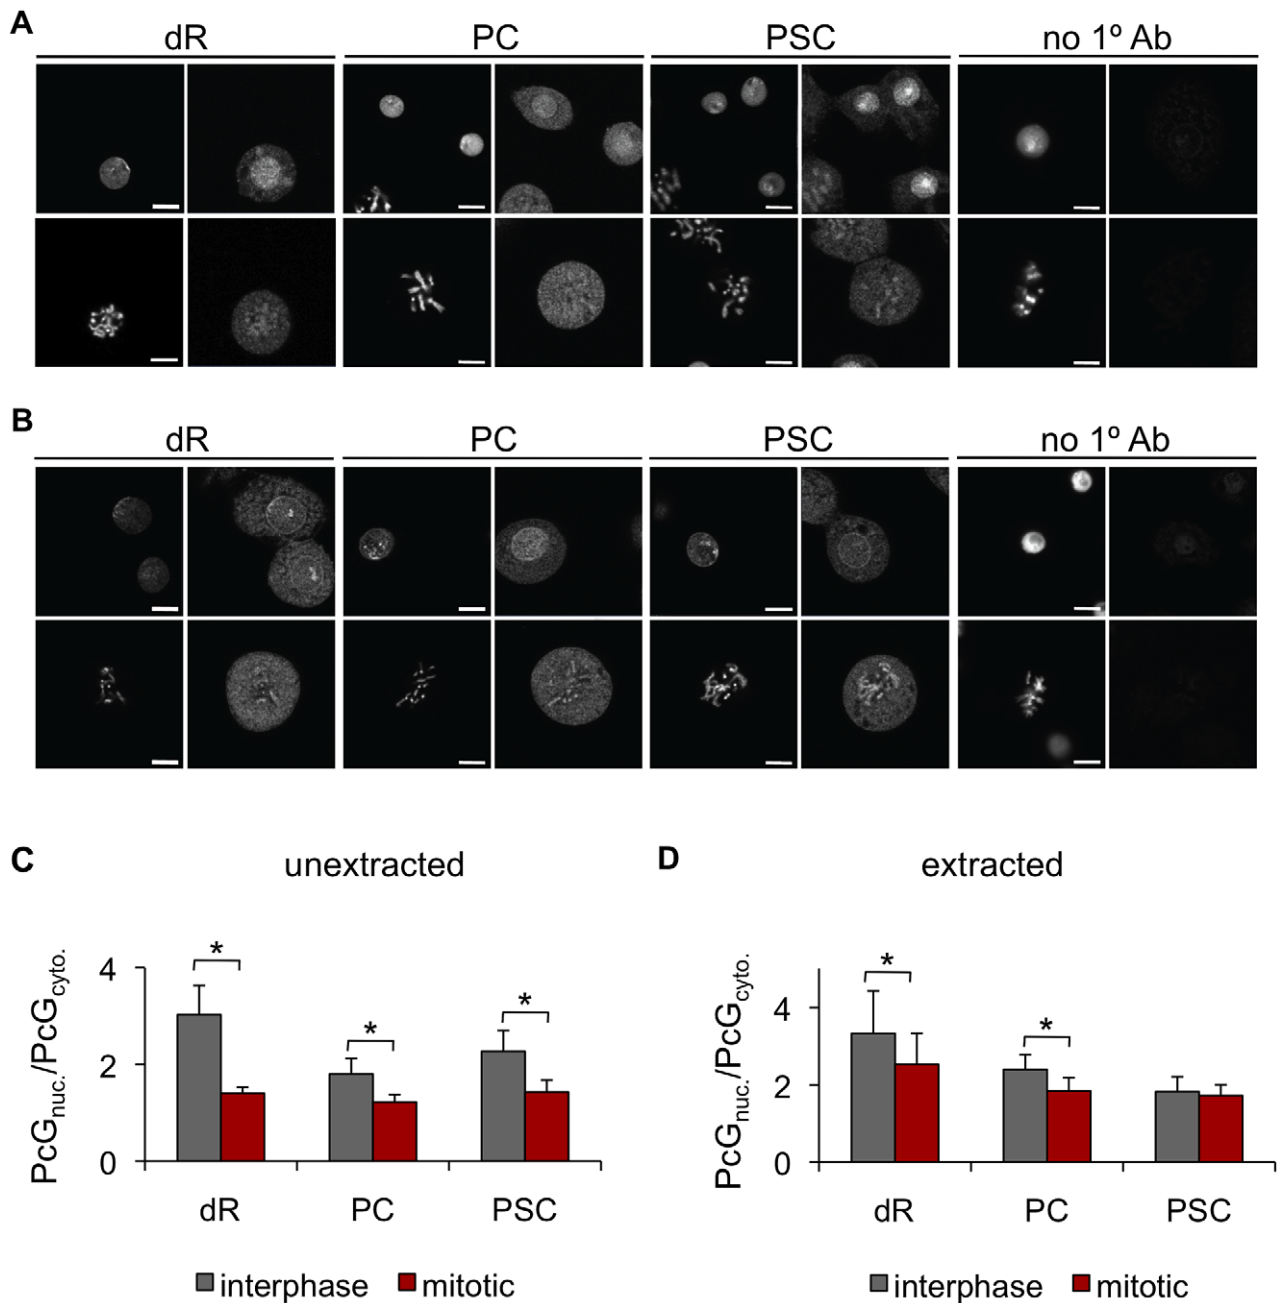 A
dR PC PSC no 1º Ab
B
dR PC PSC no 1º Ab
C unextracted
PcGnuc./PcGcyto.
4
2
0
*
*
*
dR PC PSC
interphase mitotic
D extracted
PcGnuc./PcGcyto.
4
2
0
*
*
dR PC PSC
interphase mitotic